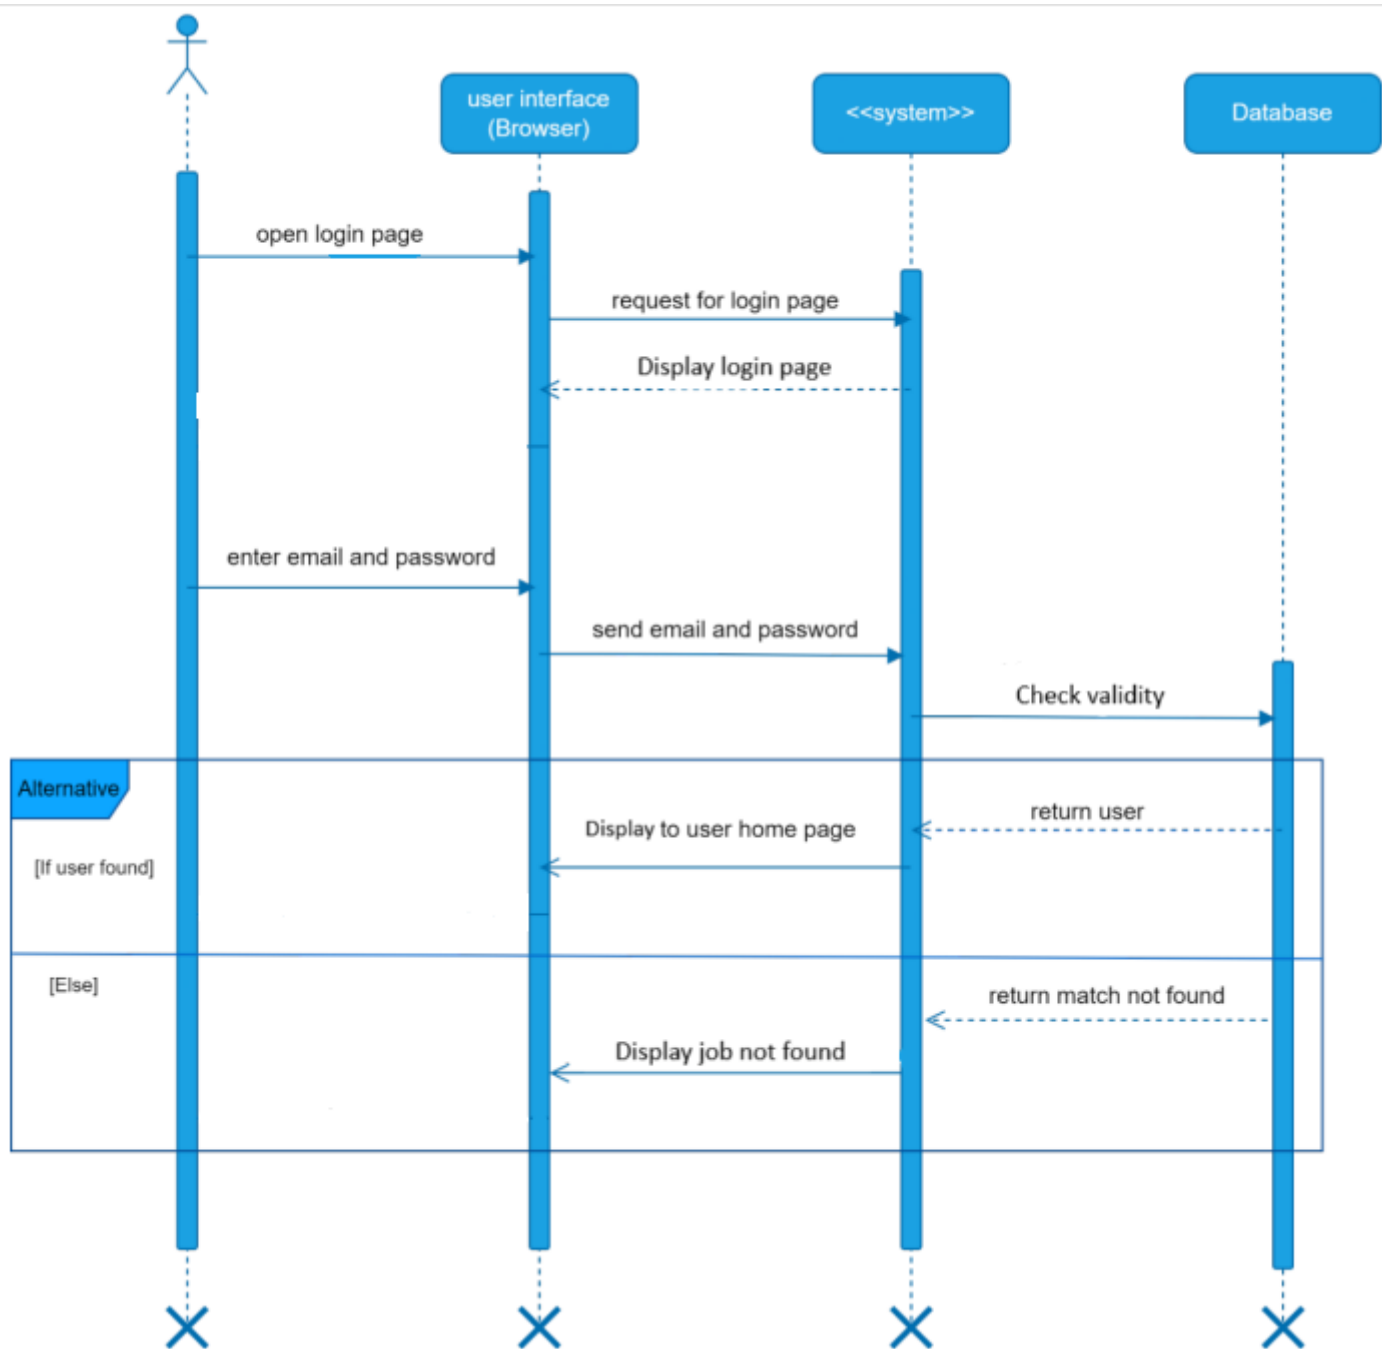 user interface
(Browser)
<<system>>
Database
open login page
request for login page
Display login page
enter email and password
send email and password
Check validity
Alternative
return user
Display to user home page
[If user found]
[Else]
return match not found
Display job not found